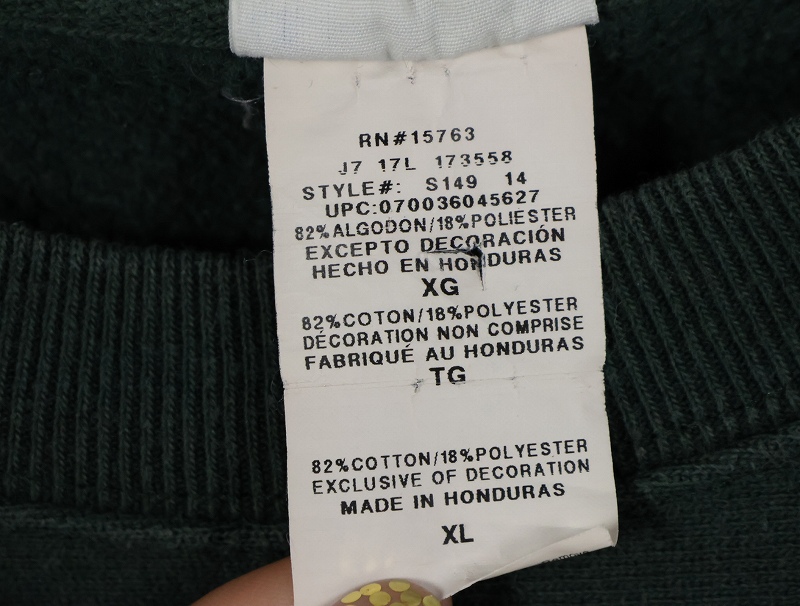 RN#15763
J7 17L 173558
STYLE#: S149 14
UPC:070036045627
82%ALGODON/18%POLIESTER
EXCEPTO DECORACIÓN
HECHO EN HONDURAS
XG
82%COTON/18%POLYESTER
DÉCORATION NON COMPRISE
FABRIQUÉ AU HONDURAS
TG
82%COTTON/18%POLYESTER
EXCLUSIVE OF DECORATION
MADE IN HONDURAS
XL